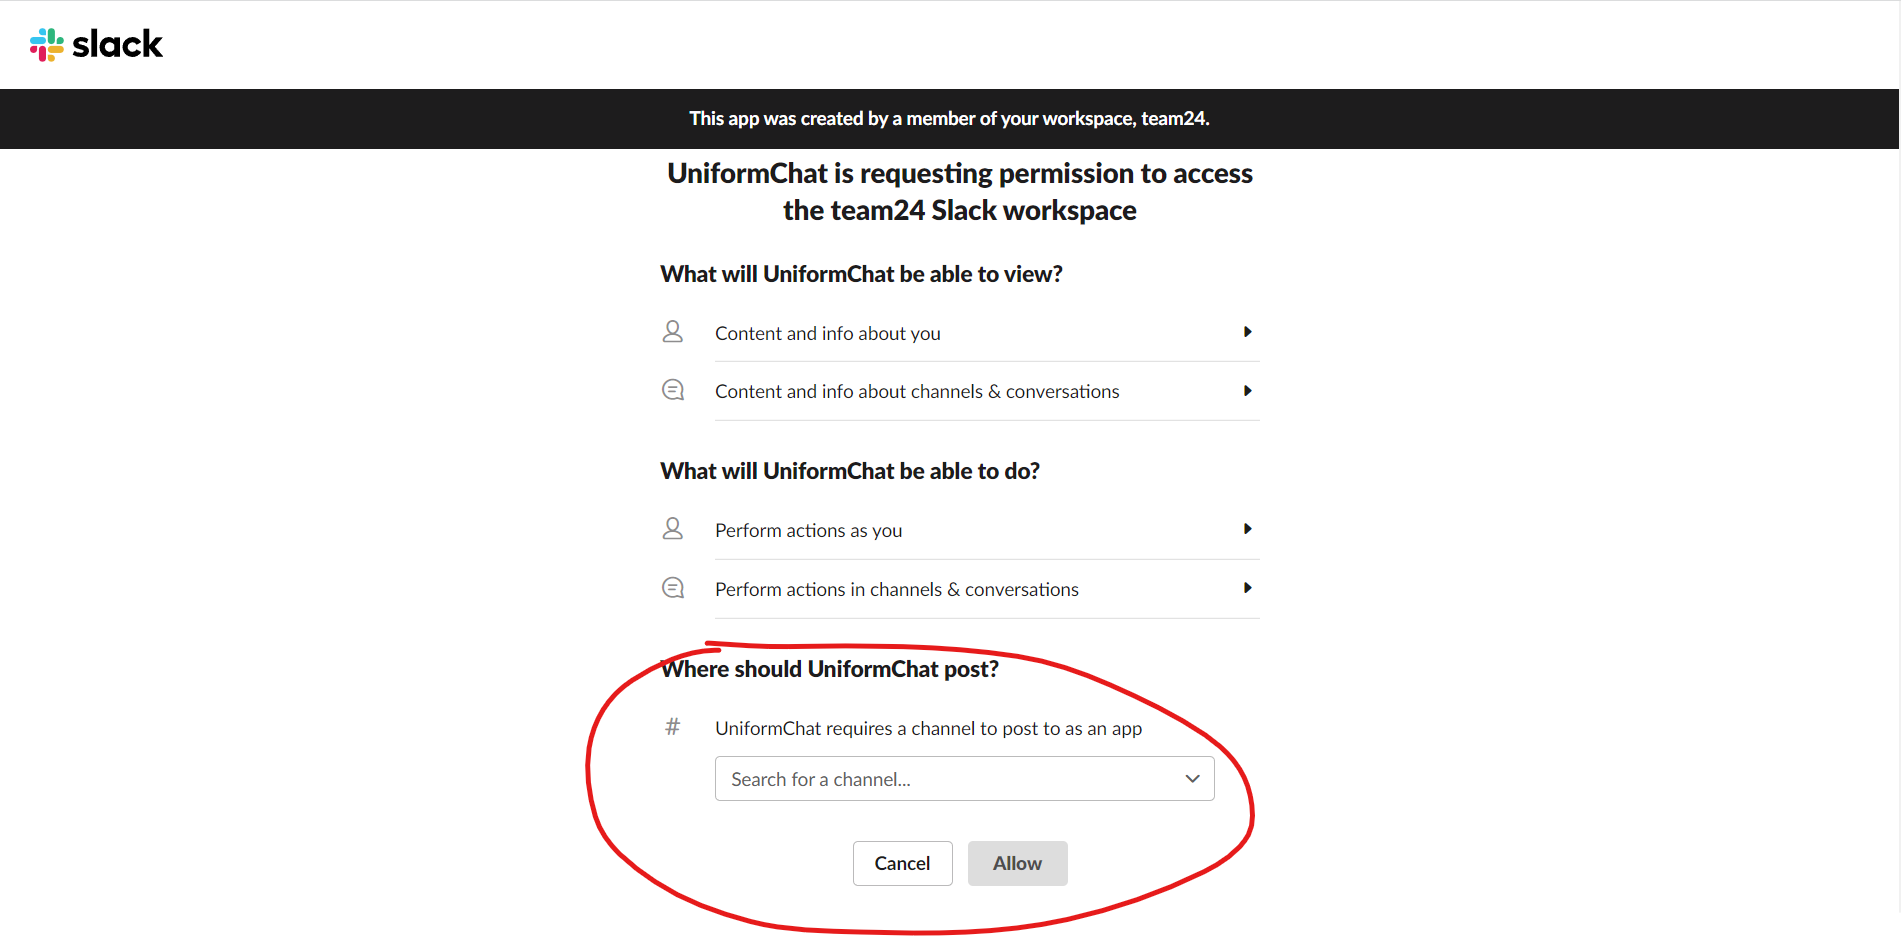 slack
This app was created by a member of your workspace, team24.
UniformChat is requesting permission to access
the team24 Slack workspace
What will UniformChat be able to view?
Content and info about you
Content and info about channels & conversations
What will UniformChat be able to do?
Perform actions as you
Perform actions in channels & conversations
Where should UniformChat post?
# UniformChat requires a channel to post to as an app
Search for a channel...
Cancel Allow